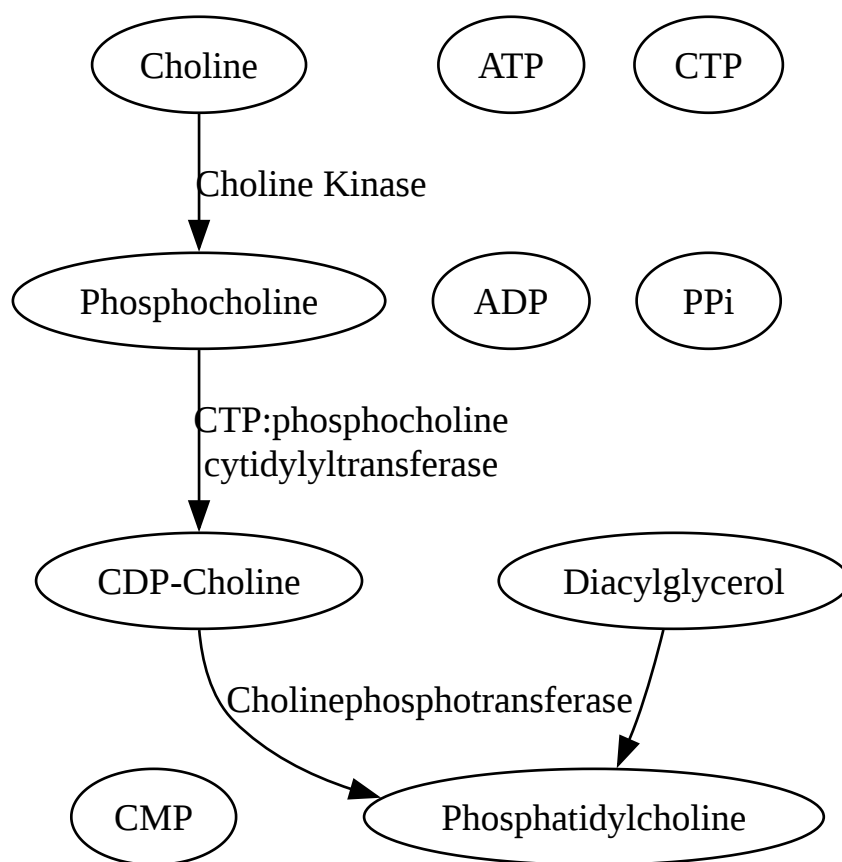 Choline
ATP
CTP
Choline Kinase
Phosphocholine
ADP
PPi
CTP:phosphocholine
cytidylyltransferase
CDP-Choline
Diacylglycerol
Cholinephosphotransferase
CMP
Phosphatidylcholine